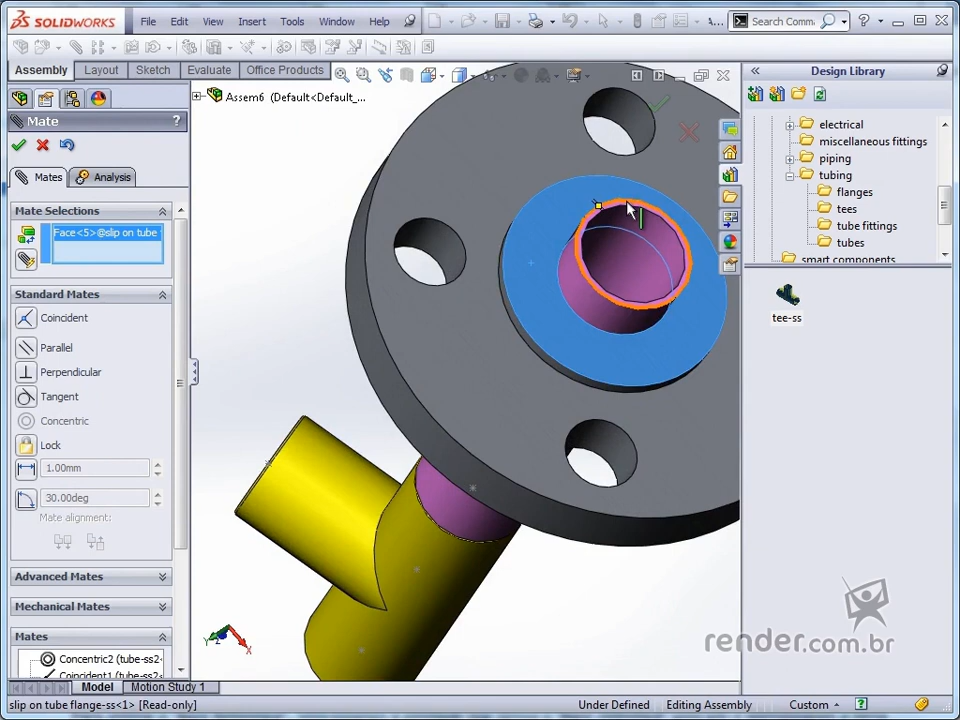 SOLIDWORKS File Edit View Insert Tools Window Help A... Search Comma ?
Assembly Layout Sketch Evaluate Office Products
Assem6 (Default<Default_...
Mate ?
Mates Analysis
Mate Selections
Face<5>@slip on tube
Standard Mates
Coincident
Parallel
Perpendicular
Tangent
Concentric
Lock
1.00mm
30.00deg
Mate alignment:
Advanced Mates
Mechanical Mates
Mates
Concentric2 (tube-ss2<
Coincident1 (tube-ss2<
Y X Z
Design Library
electrical
miscellaneous fittings
piping
tubing
flanges
tees
tube fittings
tubes
smart components
tee-ss
render.com.br
Model Motion Study 1
slip on tube flange-ss<1> [Read-only] Under Defined Editing Assembly Custom ?